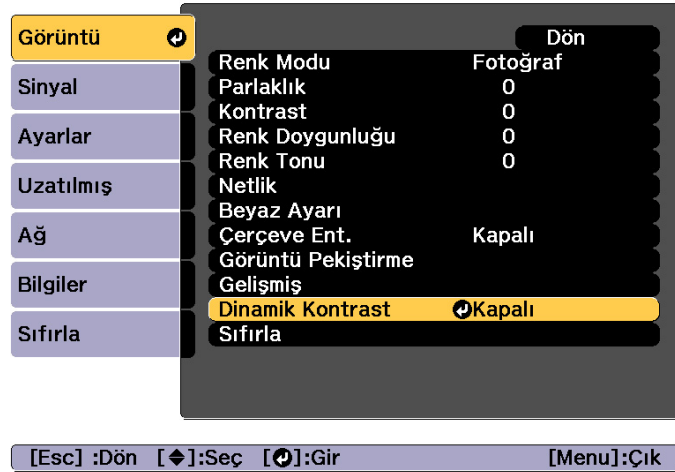 Görüntü
Sinyal
Ayarlar
Uzatılmış
Ağ
Bilgiler
Sıfırla
Dön
Renk Modu Fotoğraf
Parlaklık 0
Kontrast 0
Renk Doygunluğu 0
Renk Tonu 0
Netlik
Beyaz Ayarı
Çerçeve Ent. Kapalı
Görüntü Pekiştirme
Gelişmiş
Dinamik Kontrast Kapalı
Sıfırla
[Esc] :Dön [◆]:Seç [↵]:Gir [Menu]:Çık